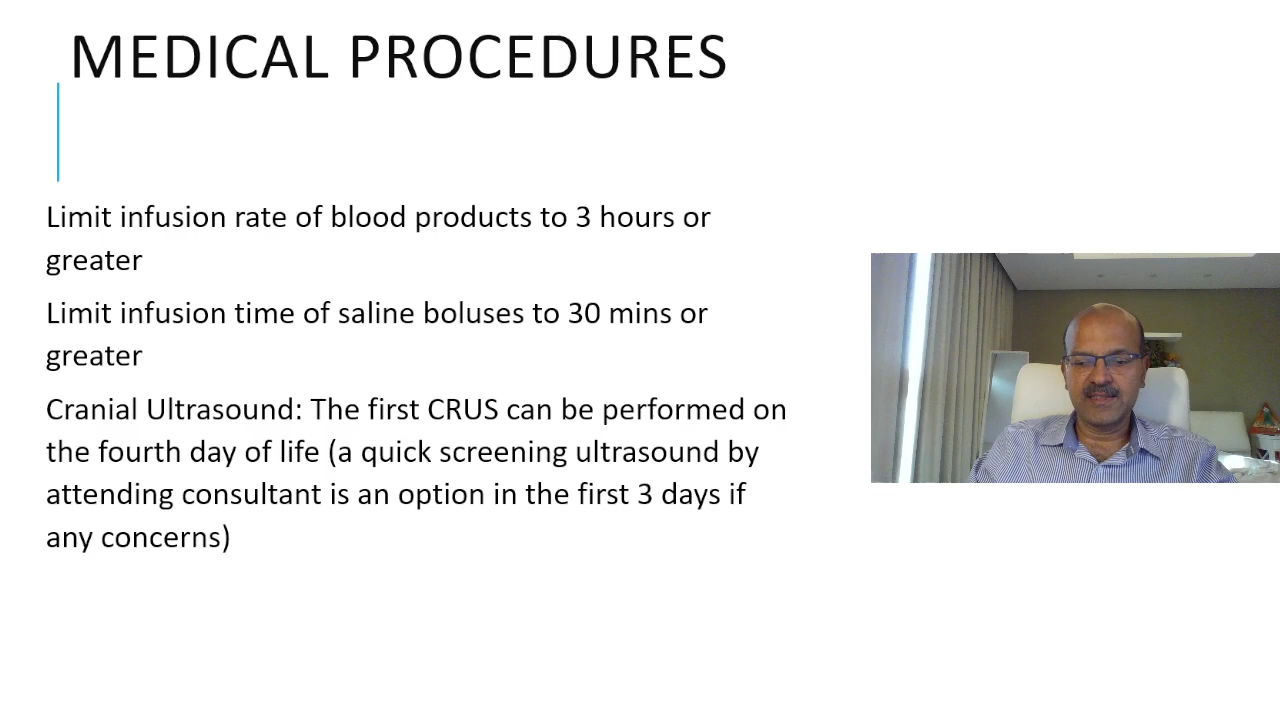 MEDICAL PROCEDURES
Limit infusion rate of blood products to 3 hours or
greater
Limit infusion time of saline boluses to 30 mins or
greater
Cranial Ultrasound: The first CRUS can be performed on
the fourth day of life (a quick screening ultrasound by
attending consultant is an option in the first 3 days if
any concerns)